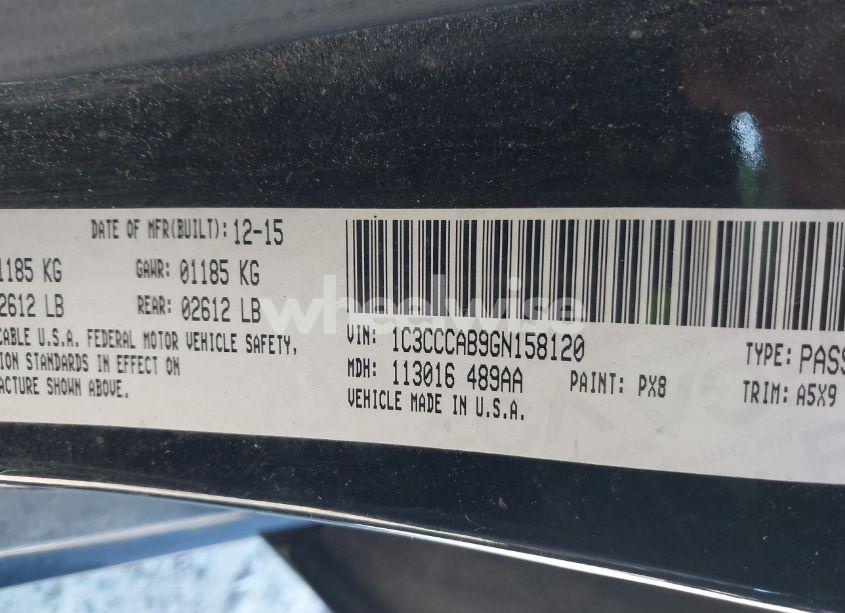 DATE OF MFR(BUILT): 12-15
1185 KG GAWR: 01185 KG
2612 LB REAR: 02612 LB
CABLE U.S.A. FEDERAL MOTOR VEHICLE SAFETY,
ION STANDARDS IN EFFECT ON
ACTURE SHOWN ABOVE.
wheelwise
VIN: 1C3CCCAB9GN158120 TYPE: PASS
MDH: 113016 489AA PAINT: PX8 TRIM: A5X9
VEHICLE MADE IN U.S.A.